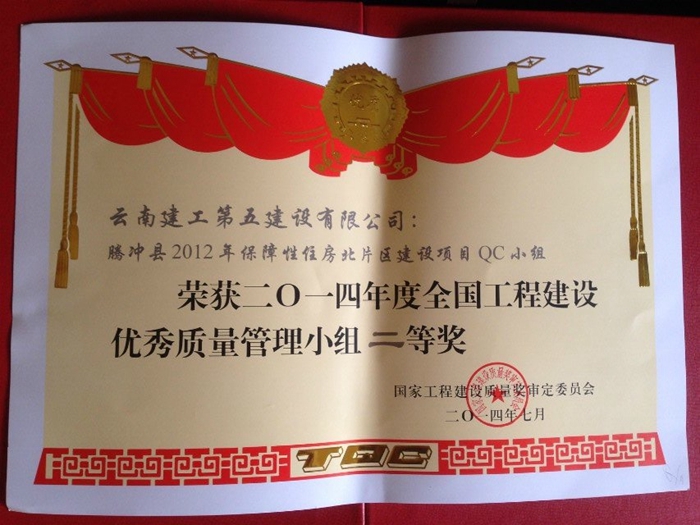 云南建工第五建设有限公司：
腾冲县2012年保障性住房北片区建设项目QC小组
荣获二〇一四年度全国工程建设
优秀质量管理小组二等奖
国家工程建设质量奖审定委员会
二〇一四年七月
TQC